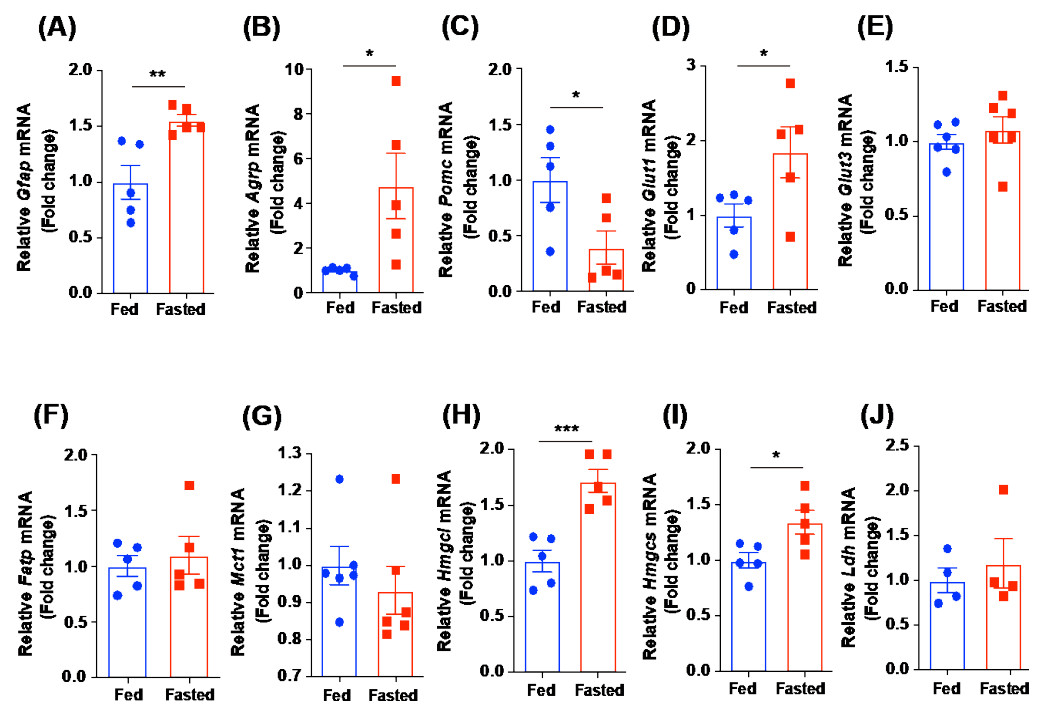 (A)
Relative Gfap mRNA
(Fold change)
2.0
1.5
1.0
0.5
0.0
**
Fed
Fasted
(B)
Relative Agrp mRNA
(Fold change)
10
8
6
4
2
0
*
Fed
Fasted
(C)
Relative Pomc mRNA
(Fold change)
2.0
1.5
1.0
0.5
0.0
*
Fed
Fasted
(D)
Relative Glut1 mRNA
(Fold change)
3
2
1
0
*
Fed
Fasted
(E)
Relative Glut3 mRNA
(Fold change)
1.5
1.0
0.5
0.0
Fed
Fasted
(F)
Relative Fatp mRNA
(Fold change)
2.0
1.5
1.0
0.5
0.0
Fed
Fasted
(G)
Relative Mct1 mRNA
(Fold change)
1.3
1.2
1.1
1.0
0.9
0.8
0.7
Fed
Fasted
(H)
Relative Hmgcl mRNA
(Fold change)
2.0
1.5
1.0
0.5
0.0
***
Fed
Fasted
(I)
Relative Hmgcs mRNA
(Fold change)
2.0
1.5
1.0
0.5
0.0
*
Fed
Fasted
(J)
Relative Ldh mRNA
(Fold change)
2.5
2.0
1.5
1.0
0.5
0.0
Fed
Fasted